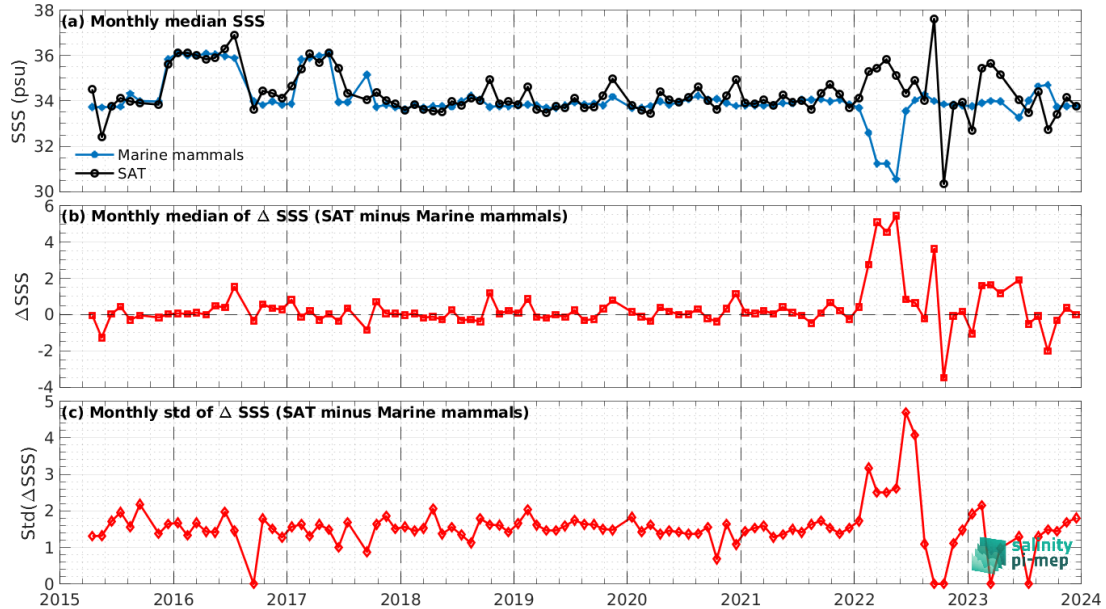 (a) Monthly median SSS
38
36
34
32
30
SSS (psu)
Marine mammals
SAT
(b) Monthly median of Δ SSS (SAT minus Marine mammals)
6
4
2
0
-2
-4
ΔSSS
(c) Monthly std of Δ SSS (SAT minus Marine mammals)
5
4
3
2
1
0
Std(ΔSSS)
salinity
pi-mep
2015 2016 2017 2018 2019 2020 2021 2022 2023 2024